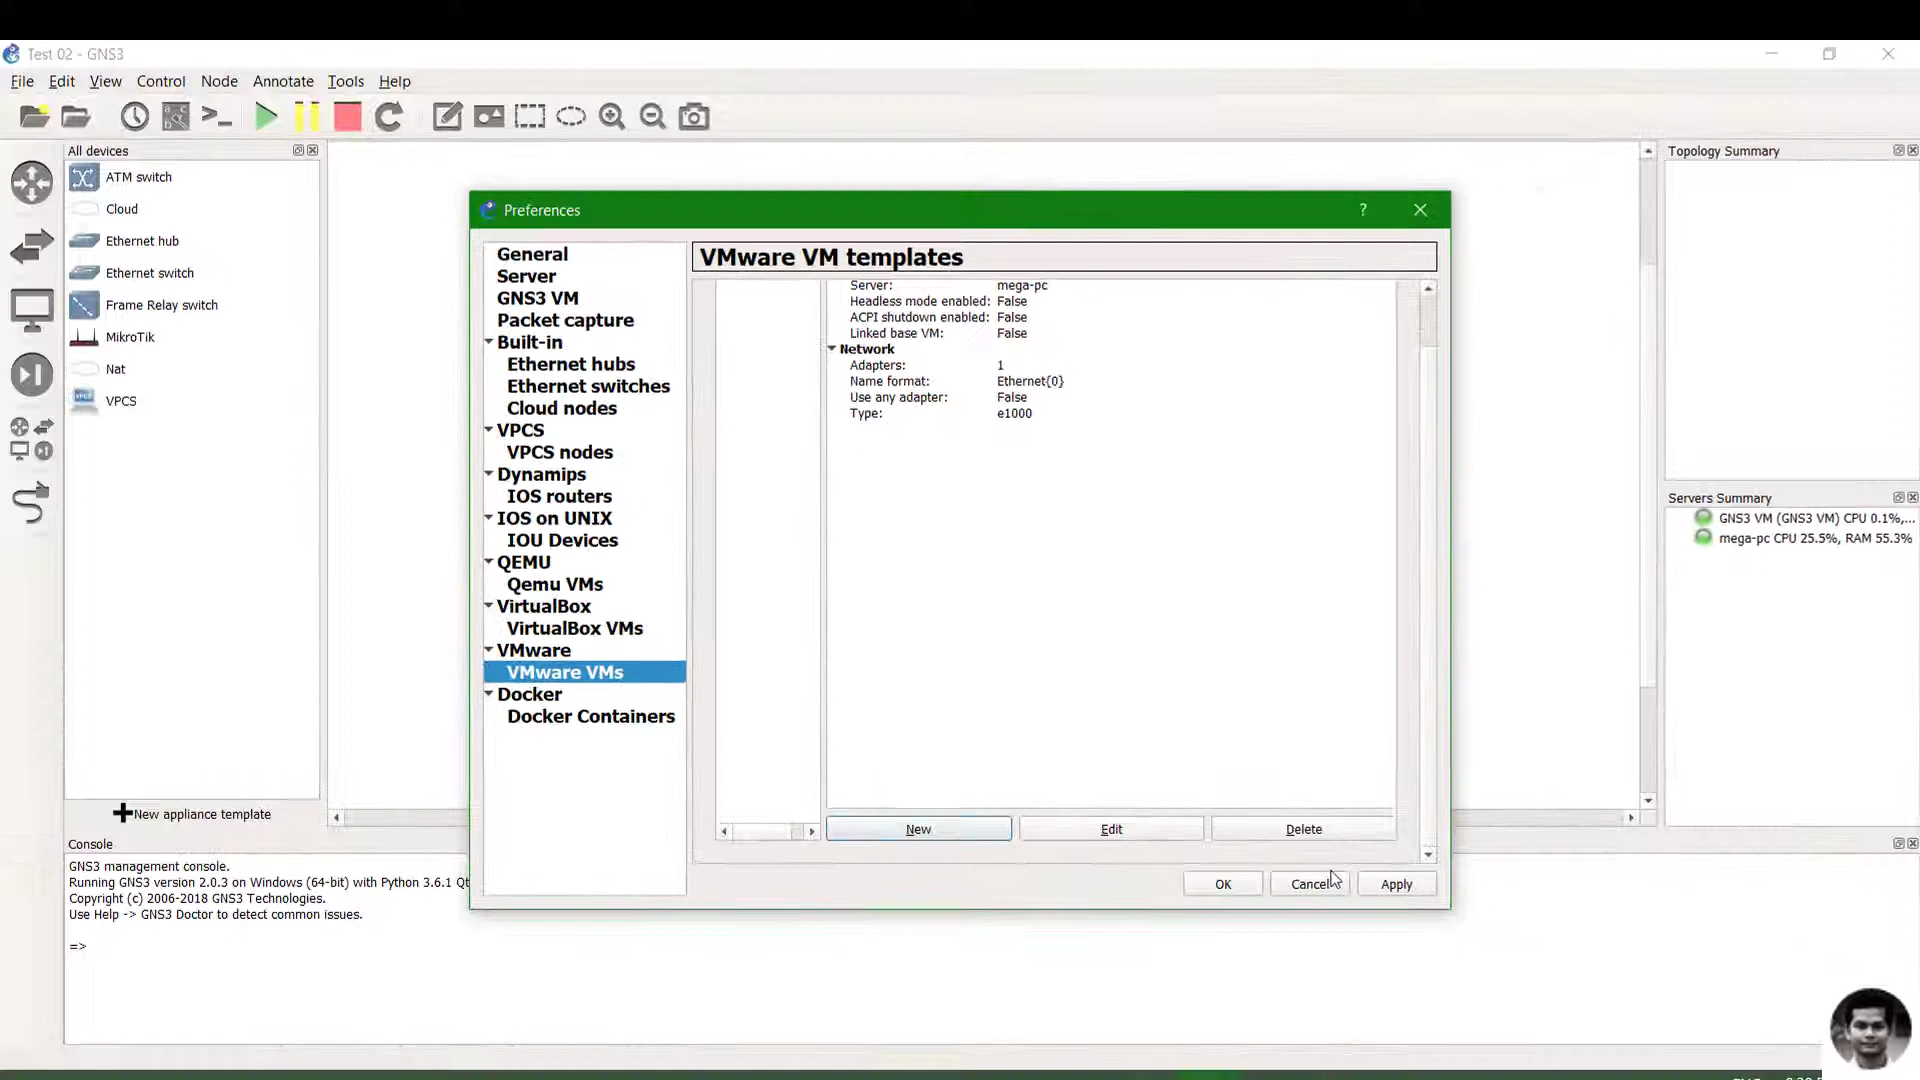 Test 02 - GNS3
File Edit View Control Node Annotate Tools Help
All devices
ATM switch
Cloud
Ethernet hub
Ethernet switch
Frame Relay switch
MikroTik
Nat
VPCS
New appliance template
Preferences
?
General
Server
GNS3 VM
Packet capture
Built-in
Ethernet hubs
Ethernet switches
Cloud nodes
VPCS
VPCS nodes
Dynamips
IOS routers
IOS on UNIX
IOU Devices
QEMU
Qemu VMs
VirtualBox
VirtualBox VMs
VMware
VMware VMs
Docker
Docker Containers
VMware VM templates
Server: mega-pc
Headless mode enabled: False
ACPI shutdown enabled: False
Linked base VM: False
Network
Adapters: 1
Name format: Ethernet{0}
Use any adapter: False
Type: e1000
New Edit Delete
OK Cancel Apply
Topology Summary
Servers Summary
GNS3 VM (GNS3 VM) CPU 0.1%,...
mega-pc CPU 25.5%, RAM 55.3%
Console
GNS3 management console.
Running GNS3 version 2.0.3 on Windows (64-bit) with Python 3.6.1 Qt
Copyright (c) 2006-2018 GNS3 Technologies.
Use Help -> GNS3 Doctor to detect common issues.
=>